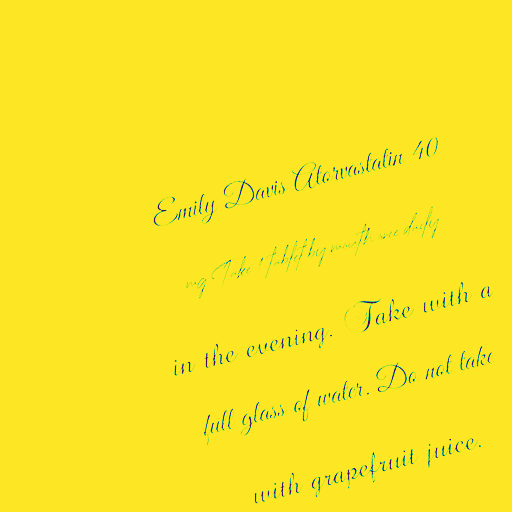 Emily Davis Atorvastatin 40
mg Take 1 tablet by mouth once daily
in the evening. Take with a
full glass of water. Do not take
with grapefruit juice.